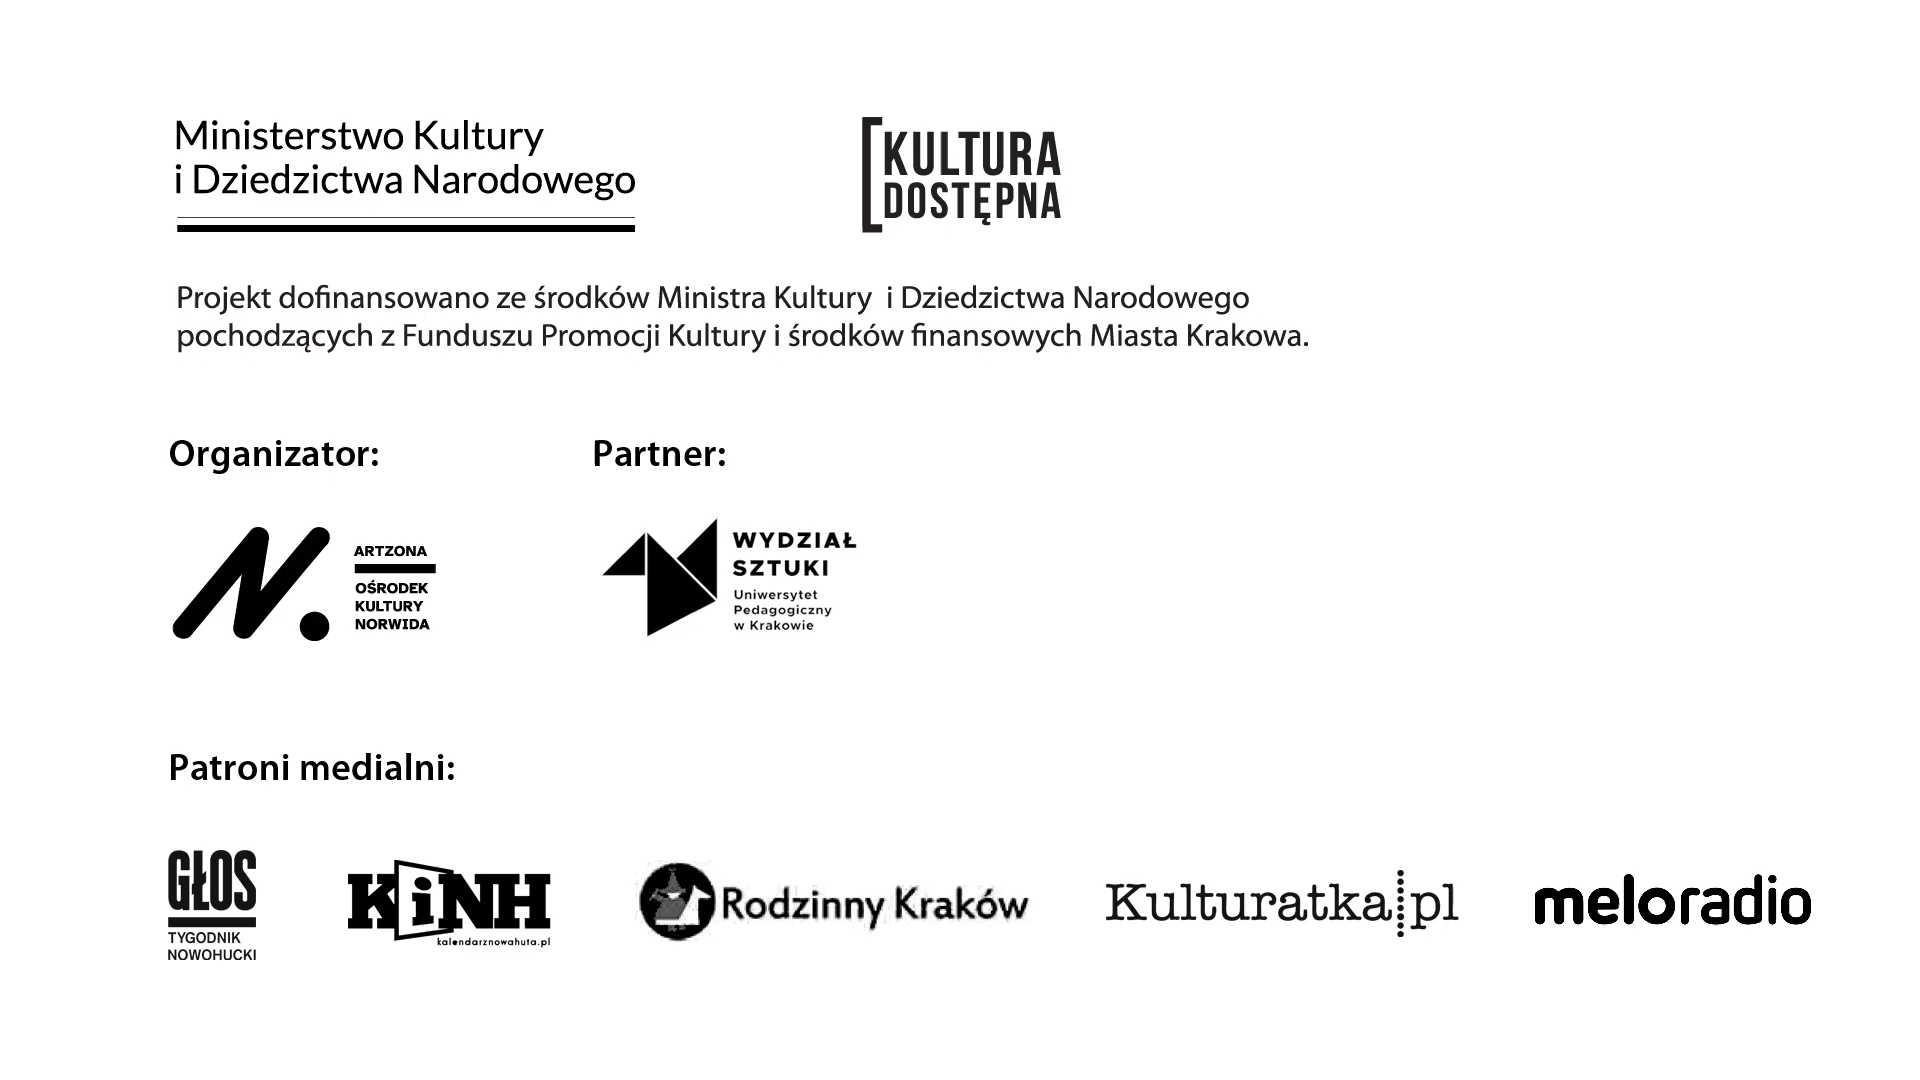 Ministerstwo Kultury
i Dziedzictwa Narodowego
KULTURA
DOSTĘPNA
Projekt dofinansowano ze środków Ministra Kultury  i Dziedzictwa Narodowego
pochodzących z Funduszu Promocji Kultury i środków finansowych Miasta Krakowa.
Organizator:
Partner:
N.
ARTZONA
OŚRODEK
KULTURY
NORWIDA
WYDZIAŁ
SZTUKI
Uniwersytet
Pedagogiczny
w Krakowie
Patroni medialni:
GŁOS
TYGODNIK
NOWOHUCKI
KiNH
kalendarznowahuta.pl
Rodzinny Kraków
Kulturatka.pl
meloradio